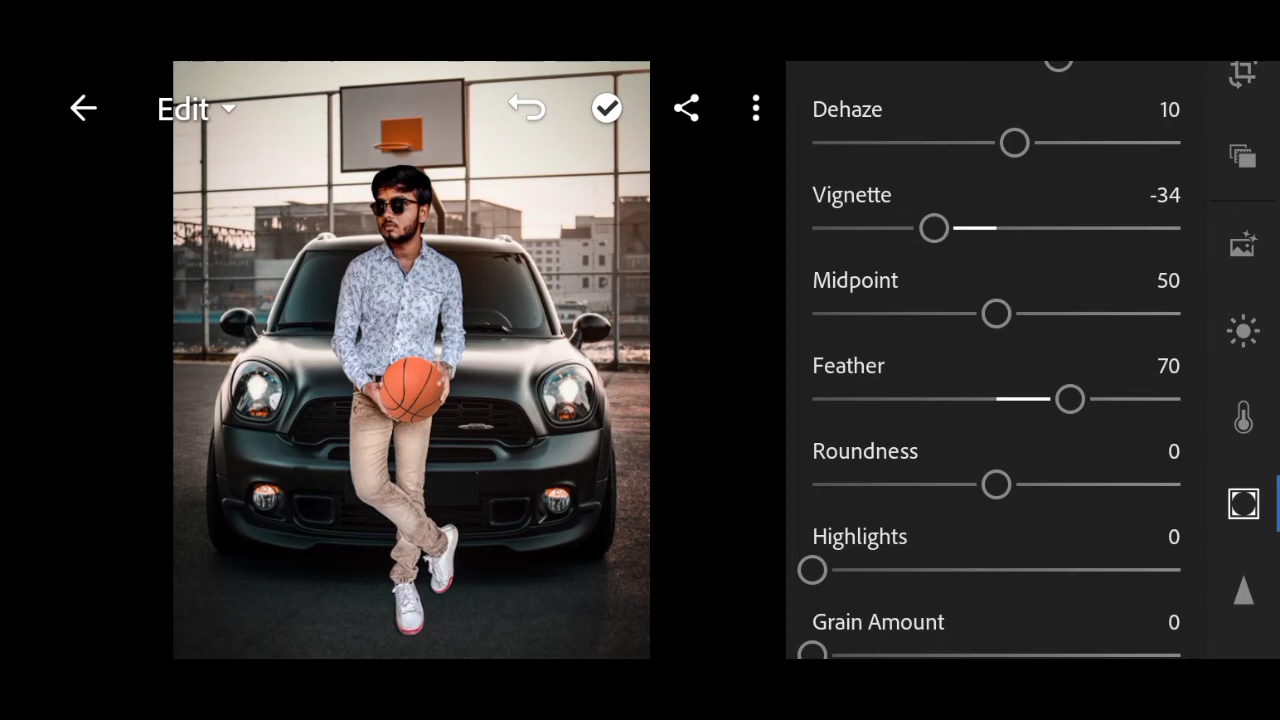 Edit
Dehaze 10
Vignette -34
Midpoint 50
Feather 70
Roundness 0
Highlights 0
Grain Amount 0